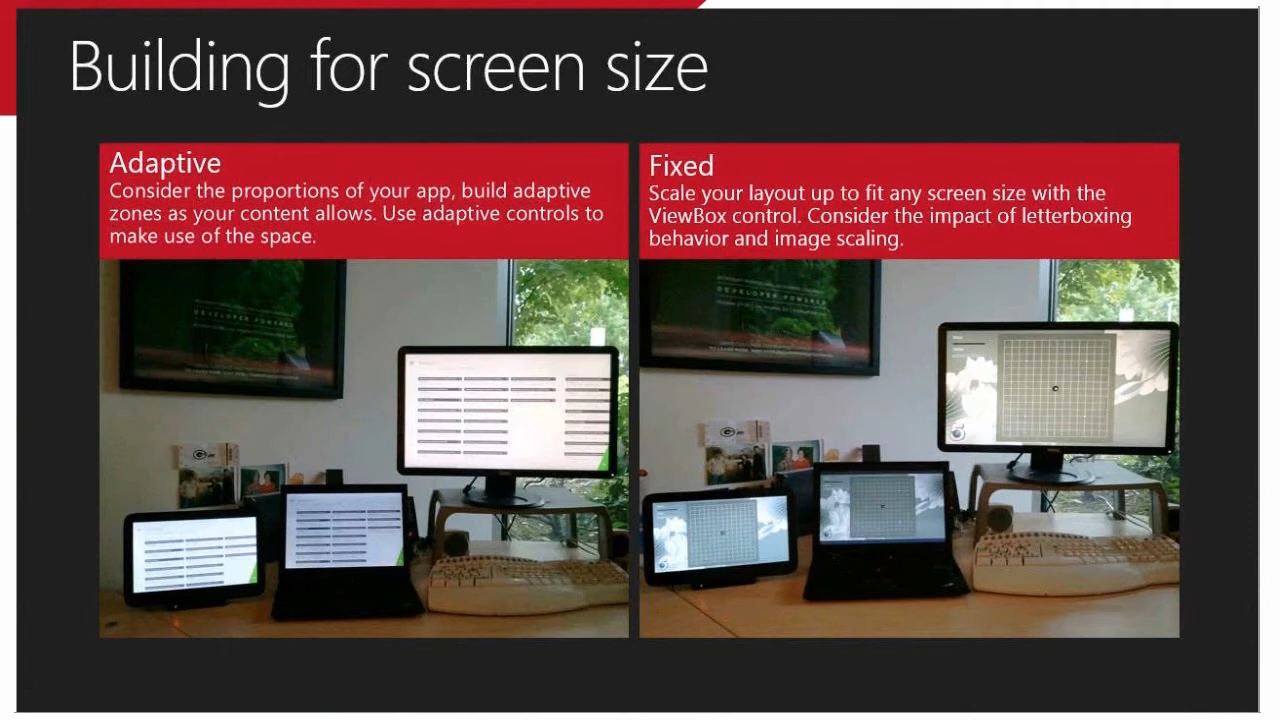 Building for screen size
Adaptive
Consider the proportions of your app, build adaptive
zones as your content allows. Use adaptive controls to
make use of the space.
Fixed
Scale your layout up to fit any screen size with the
ViewBox control. Consider the impact of letterboxing
behavior and image scaling.
DEVELOPER POWERED